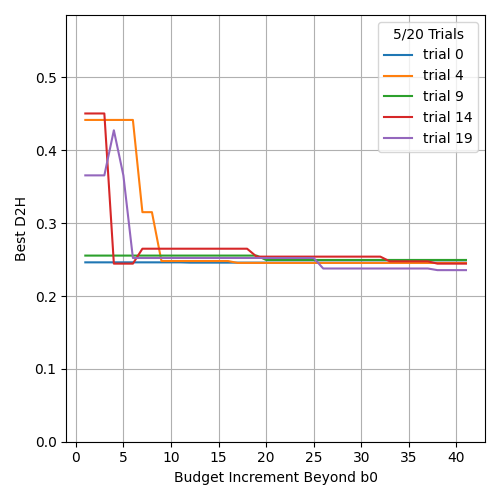 5/20 Trials
trial 0
trial 4
trial 9
trial 14
trial 19
Best D2H
0.5
0.4
0.3
0.2
0.1
0.0
0 5 10 15 20 25 30 35 40
Budget Increment Beyond b0